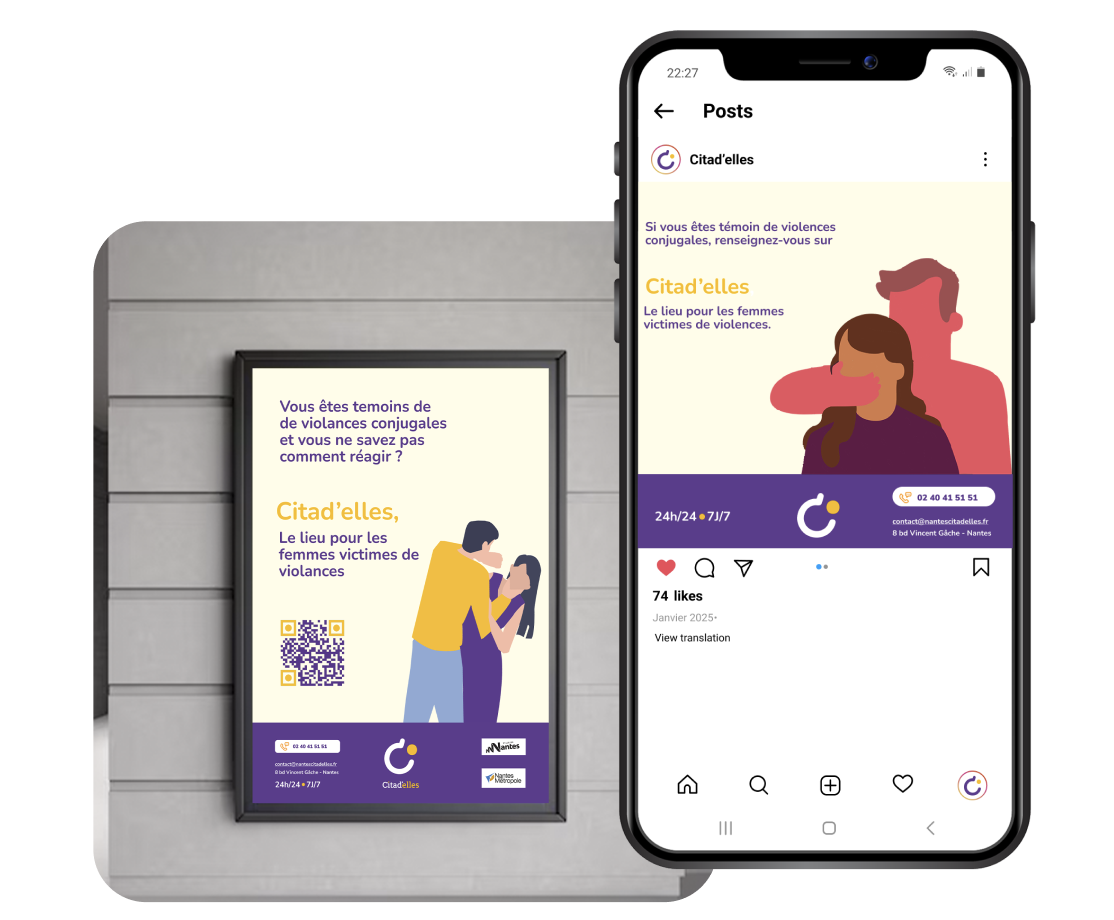 Vous êtes temoins de
de violances conjugales
et vous ne savez pas
comment réagir ?
Citad'elles,
Le lieu pour les
femmes victimes de
violances
02 40 41 51 51
contact@nantescitadelles.fr
8 bd Vincent Gâche - Nantes
24h/24 • 7J/7
Citad'elles
Nantes
Nantes
Métropole
22:27
Posts
Citad'elles
Si vous êtes témoin de violences
conjugales, renseignez-vous sur
Citad'elles
Le lieu pour les femmes
victimes de violences.
24h/24 • 7J/7
02 40 41 51 51
contact@nantescitadelles.fr
8 bd Vincent Gâche - Nantes
74 likes
Janvier 2025•
View translation